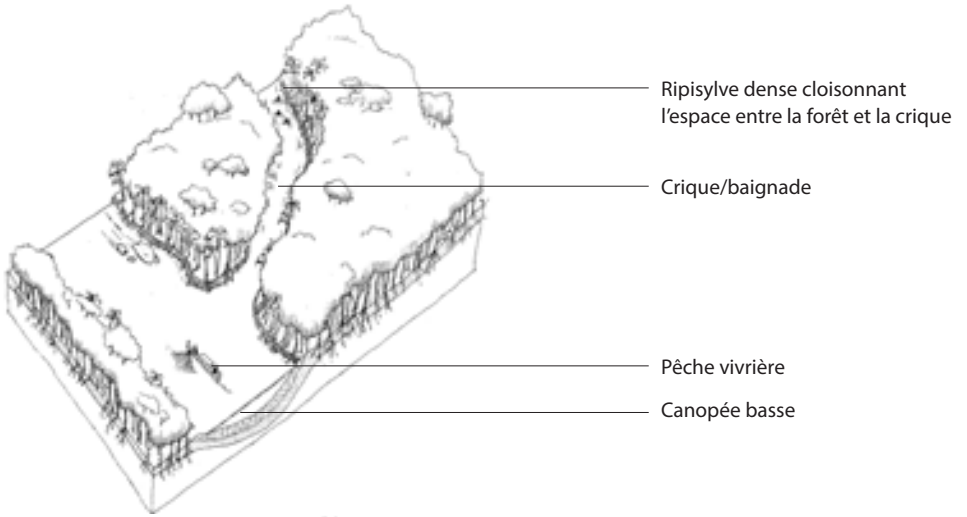 Ripisylve dense cloisonnant
l’espace entre la forêt et la crique
Crique/baignade
Pêche vivrière
Canopée basse